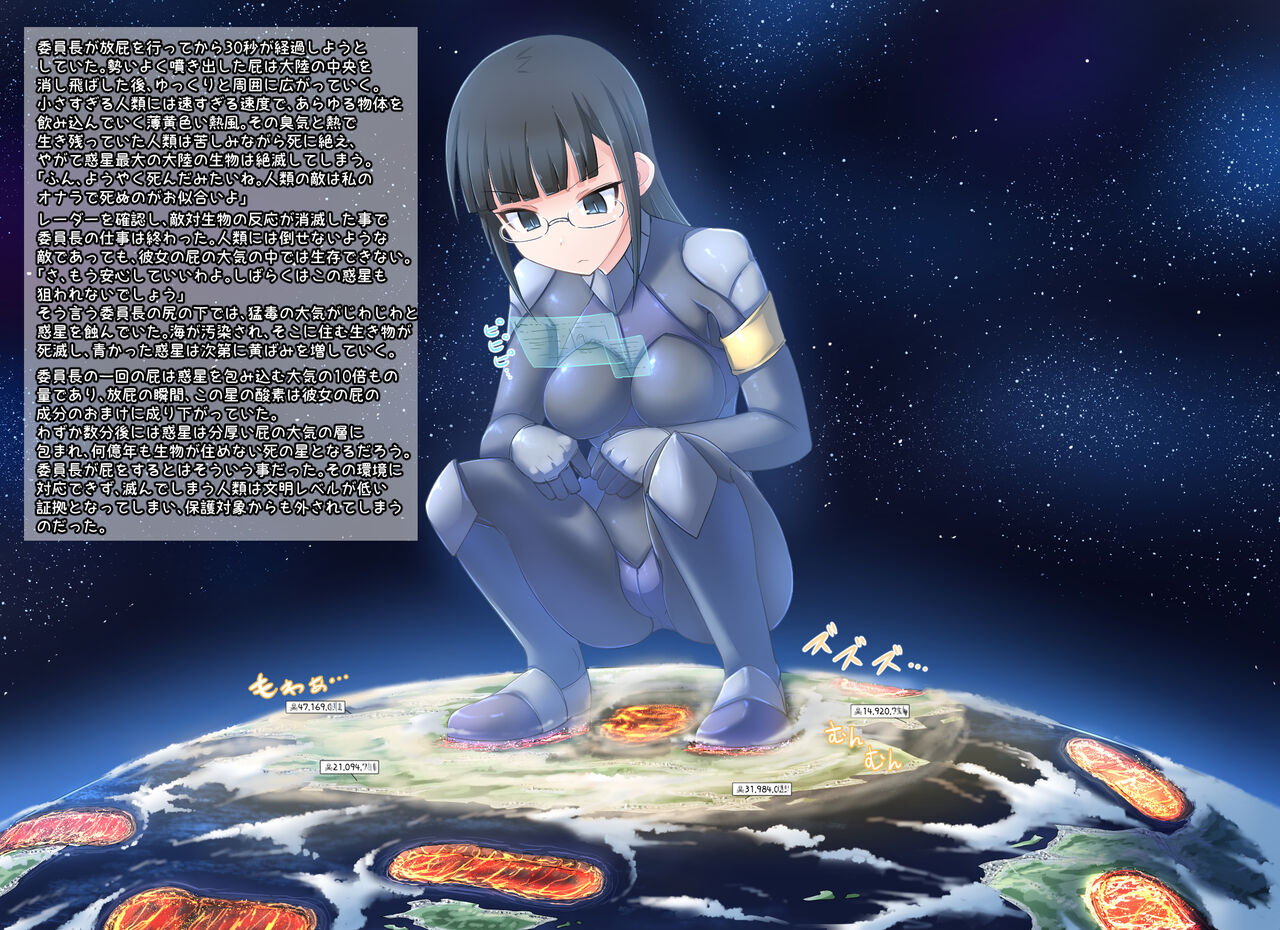 委員長が放屁を行ってから30秒が経過しようと
していた。勢いよく噴き出した屁は大陸の中央を
消し飛ばした後、ゆっくりと周囲に広がっていく。
小さすぎる人類には速すぎる速度で、あらゆる物体を
飲み込んでいく薄黄色い熱風。その臭気と熱で
生き残っていた人類は苦しみながら死に絶え、
やがて惑星最大の大陸の生物は絶滅してしまう。
「ふん、ようやく死んだみたいね。人類の敵は私の
オナラで死ぬのがお似合いよ」
レーダーを確認し、敵対生物の反応が消滅した事で
委員長の仕事は終わった。人類には倒せないような
敵であっても、彼女の屁の大気の中では生存できない。
「さ、もう安心していいわよ。しばらくはこの惑星も
狙われないでしょう」
そう言う委員長の尻の下では、猛毒の大気がじわじわと
惑星を蝕んでいた。海が汚染され、そこに住む生き物が
死滅し、青かった惑星は次第に黄ばみを増していく。
委員長の一回の屁は惑星を包み込む大気の10倍もの
量であり、放屁の瞬間、この星の酸素は彼女の屁の
成分のおまけに成り下がっていた。
わずか数分後には惑星は分厚い屁の大気の層に
包まれ、何億年も生物が住めない死の星となるだろう。
委員長が屁をするとはそういう事だった。その環境に
対応できず、滅んでしまう人類は文明レベルが低い
証拠となってしまい、保護対象からも外されてしまう
のだった。
ピピピ…
もわぁ…
ズズズ…
むん
むん
47,169,0
14,920,7
21,094,7
31,984,0